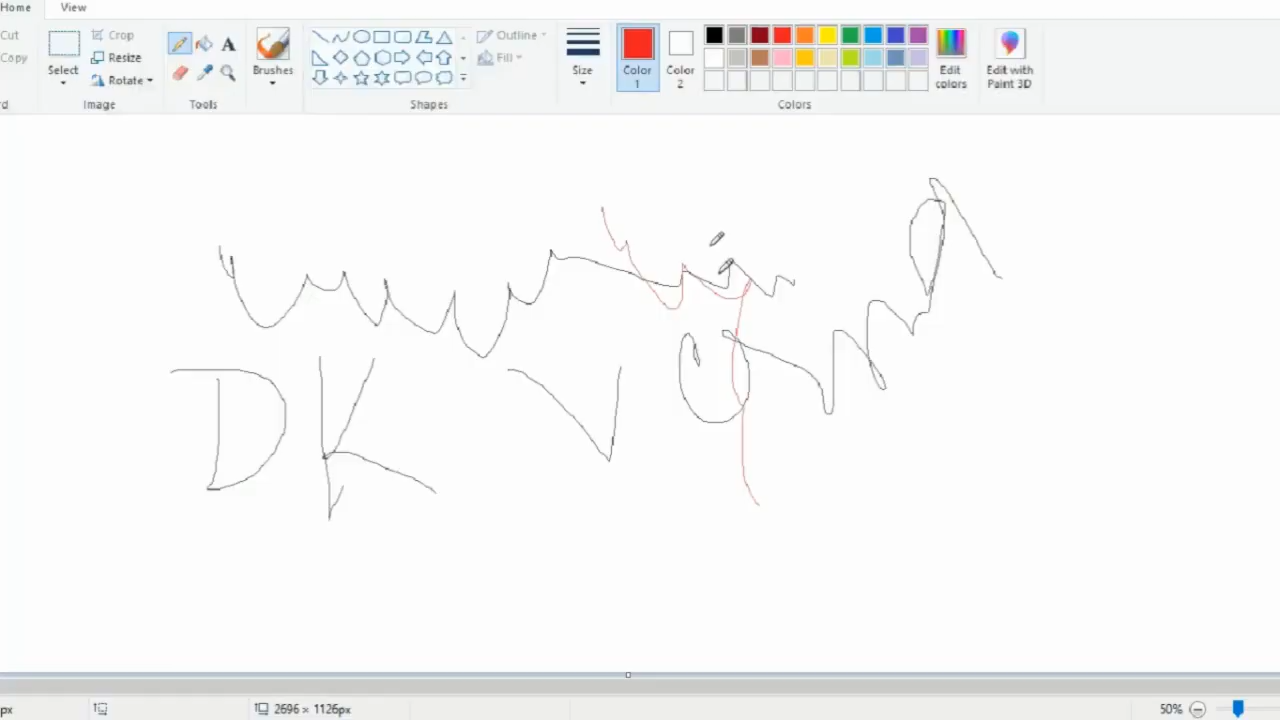 Home View
Cut Crop Outline
Copy Resize Fill
Select Rotate Brushes Size Color 1 Color 2 Edit colors Edit with Paint 3D
Image Tools Shapes Colors
DK V
px 2696 × 1126px 50%